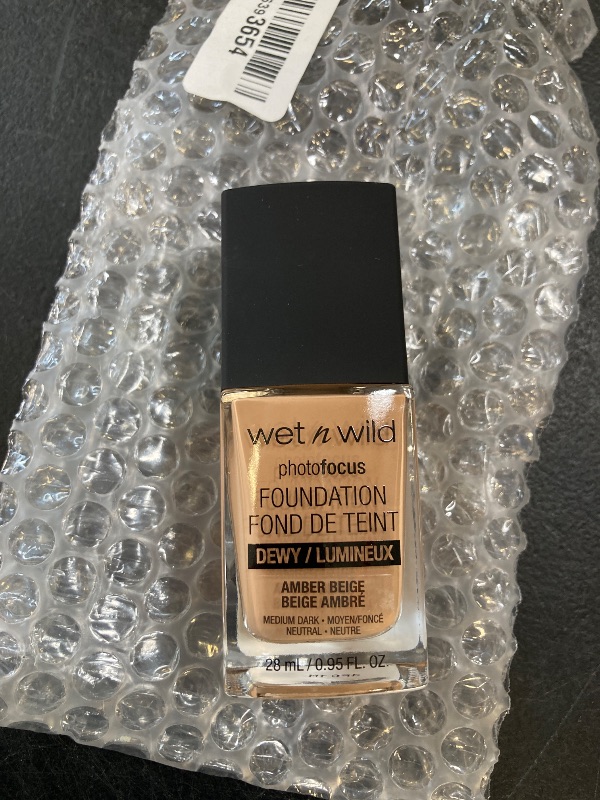 3654
wet n wild
photofocus
FOUNDATION
FOND DE TEINT
DEWY / LUMINEUX
AMBER BEIGE
BEIGE AMBRÉ
MEDIUM DARK • MOYEN/FONCÉ
NEUTRAL • NEUTRE
28 mL / 0.95 FL. OZ.